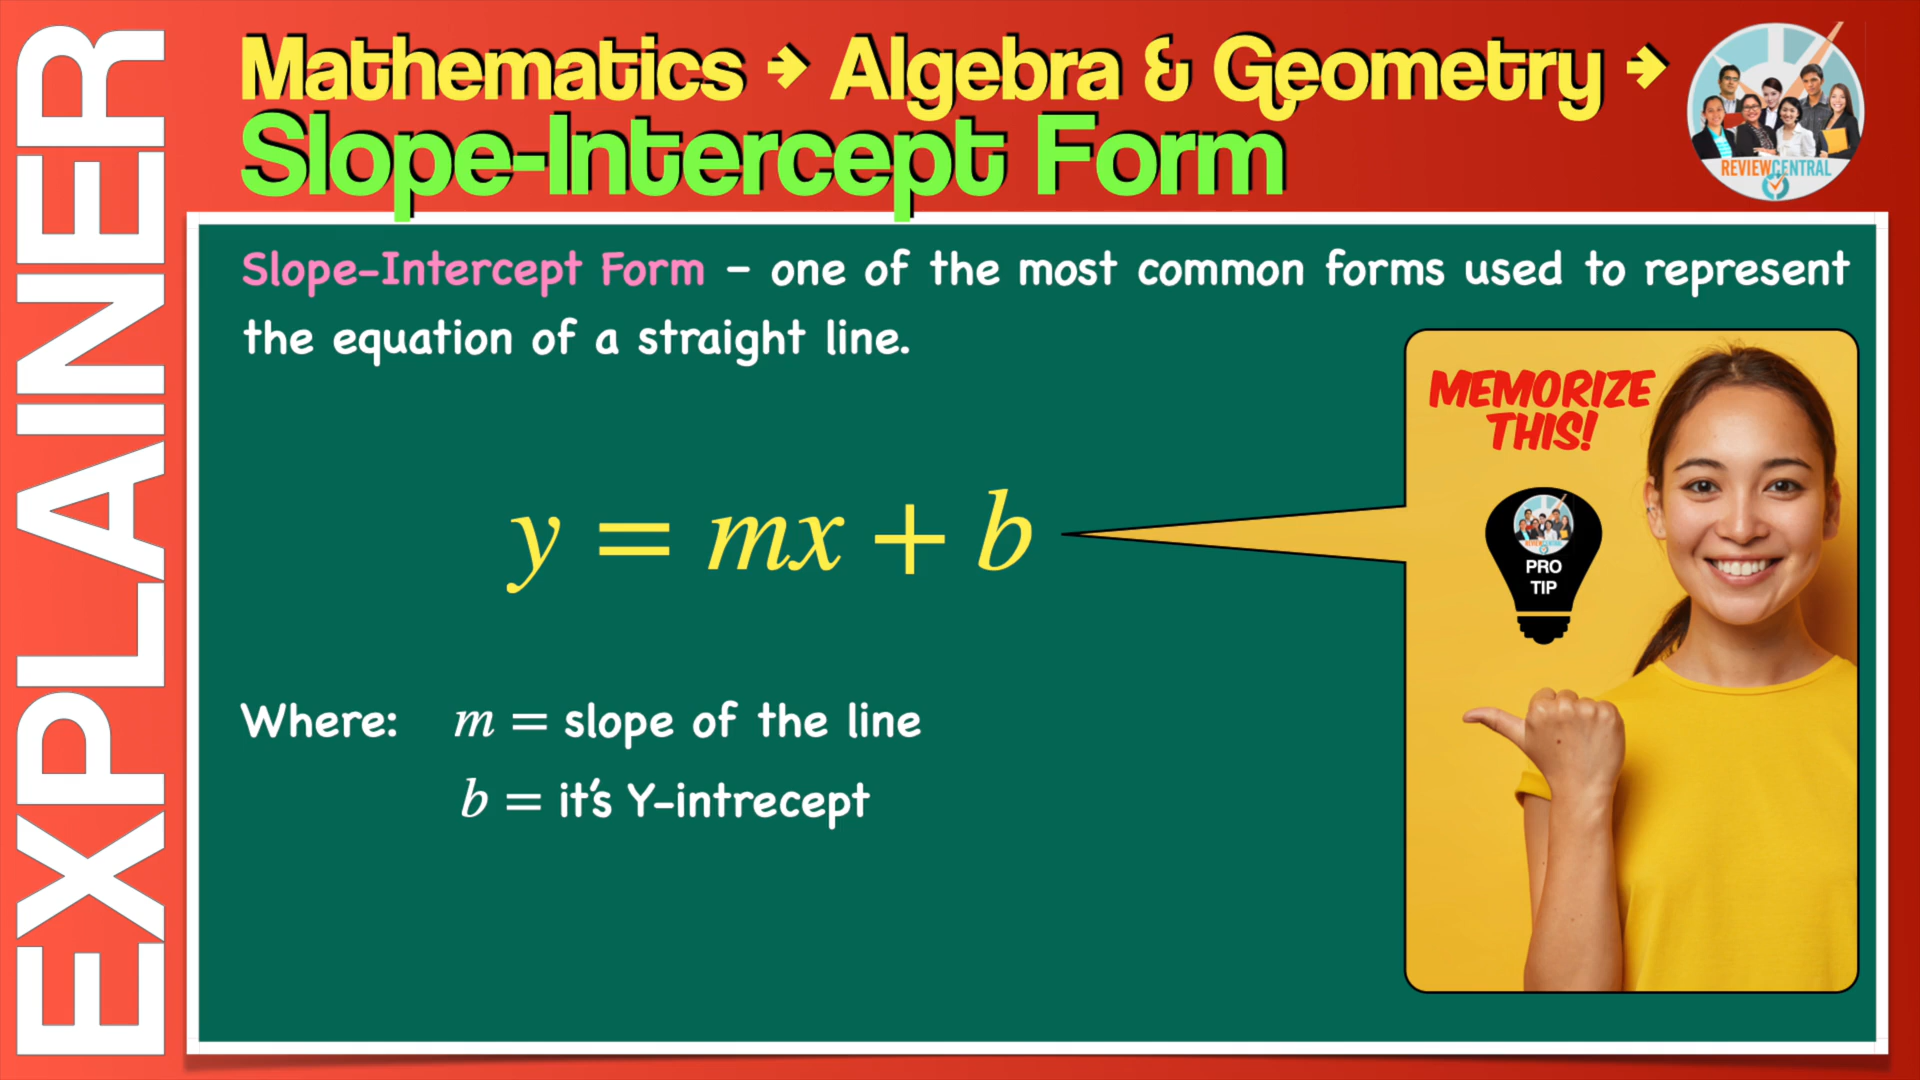 EXPLAINER
Mathematics → Algebra & Geometry →
Slope-Intercept Form
REVIEWCENTRAL
Slope-Intercept Form – one of the most common forms used to represent
the equation of a straight line.
MEMORIZE
THIS!
y = mx + b
PRO
TIP
Where: m = slope of the line
b = it's Y-intrecept